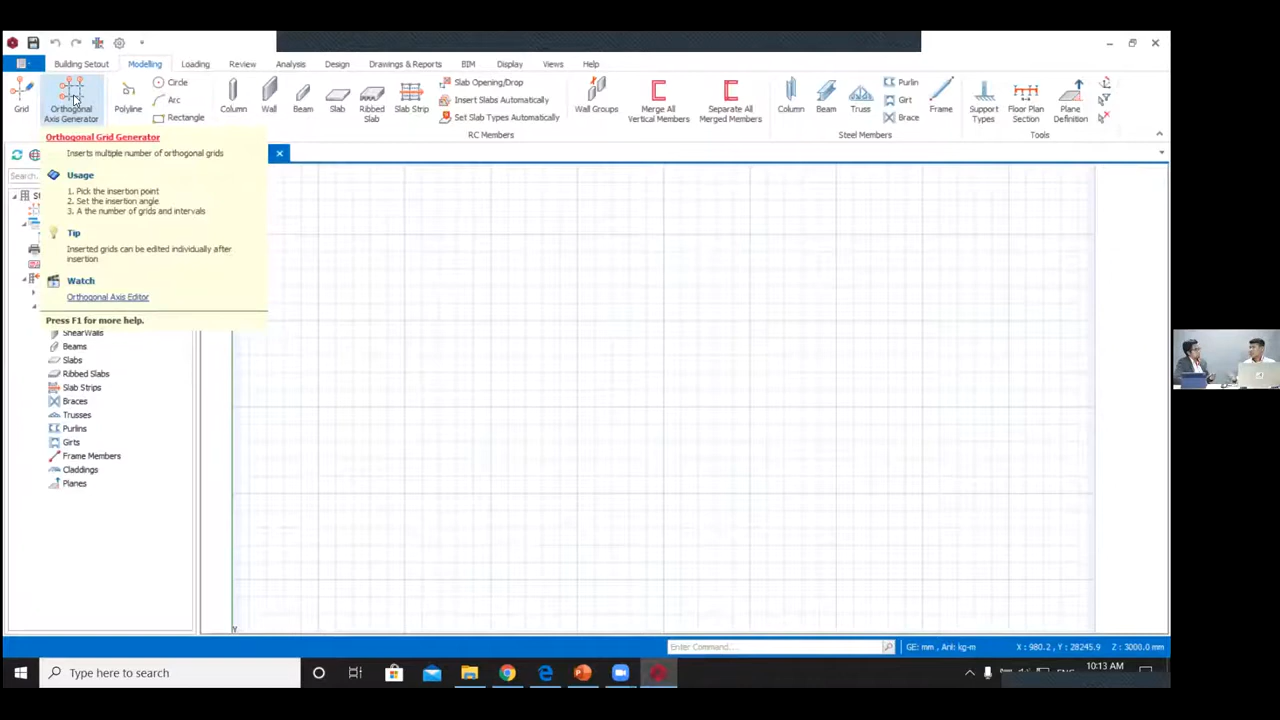 Building Setout Modelling Loading Review Analysis Design Drawings & Reports BIM Display Views Help
Grid
Orthogonal
Axis Generator
Polyline
Circle
Arc
Rectangle
Column
Wall
Beam
Slab
Ribbed
Slab
Slab Strip
Slab Opening/Drop
Insert Slabs Automatically
Set Slab Types Automatically
Wall Groups
Merge All
Vertical Members
Separate All
Merged Members
RC Members
Column
Beam
Truss
Purlin
Girt
Brace
Frame
Steel Members
Support
Types
Floor Plan
Section
Plane
Definition
Tools
Orthogonal Grid Generator
Inserts multiple number of orthogonal grids
Usage
1. Pick the insertion point
2. Set the insertion angle
3. A the number of grids and intervals
Tip
Inserted grids can be edited individually after
insertion
Watch
Orthogonal Axis Editor
Press F1 for more help.
Search...
St
ShearWalls
Beams
Slabs
Ribbed Slabs
Slab Strips
Braces
Trusses
Purlins
Girts
Frame Members
Claddings
Planes
Y
Enter Command....
GE: mm , Anl: kg-m
X : 980.2 , Y : 28245.9
Z : 3000.0 mm
Type here to search
10:13 AM